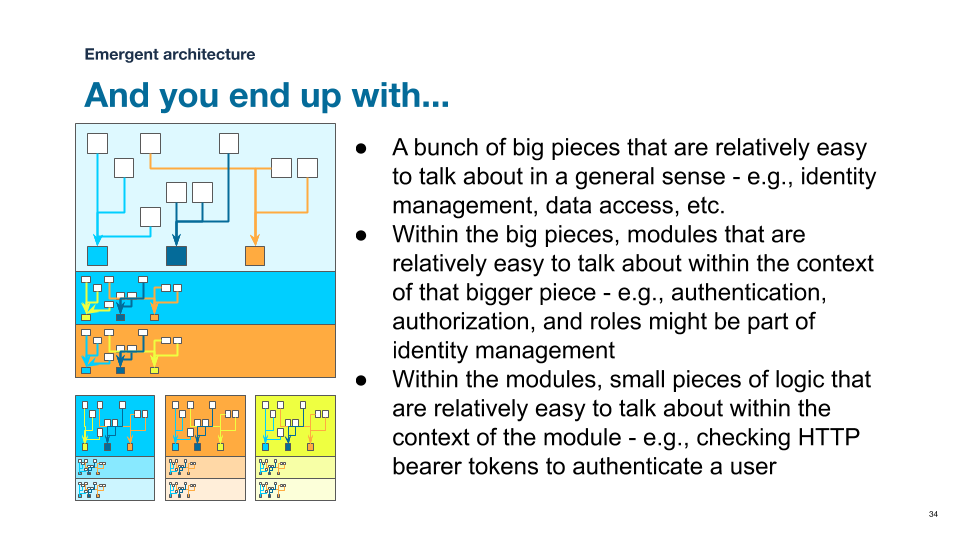 Emergent architecture
And you end up with...
● A bunch of big pieces that are relatively easy
to talk about in a general sense - e.g., identity
management, data access, etc.
● Within the big pieces, modules that are
relatively easy to talk about within the context
of that bigger piece - e.g., authentication,
authorization, and roles might be part of
identity management
● Within the modules, small pieces of logic that
are relatively easy to talk about within the
context of the module - e.g., checking HTTP
bearer tokens to authenticate a user
34